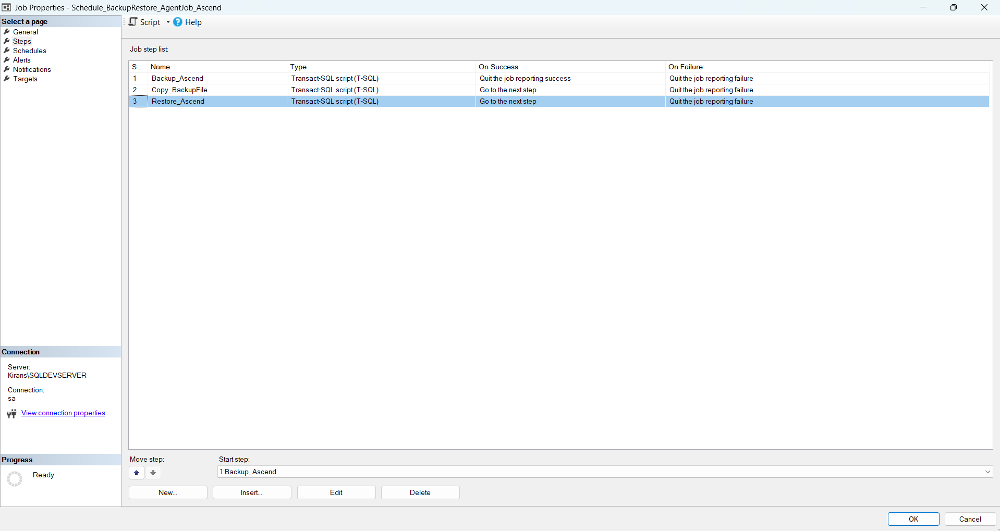 Job Properties - Schedule_BackupRestore_AgentJob_Ascend
Select a page
General
Steps
Schedules
Alerts
Notifications
Targets
Script
Help
Job step list:
S... Name Type On Success On Failure
1 Backup_Ascend Transact-SQL script (T-SQL) Quit the job reporting success Quit the job reporting failure
2 Copy_BackupFile Transact-SQL script (T-SQL) Go to the next step Quit the job reporting failure
3 Restore_Ascend Transact-SQL script (T-SQL) Go to the next step Quit the job reporting failure
Connection
Server:
Kirans\SQLDEVSERVER
Connection:
sa
View connection properties
Progress
Ready
Move step:
Start step:
1:Backup_Ascend
New...
Insert...
Edit
Delete
OK
Cancel